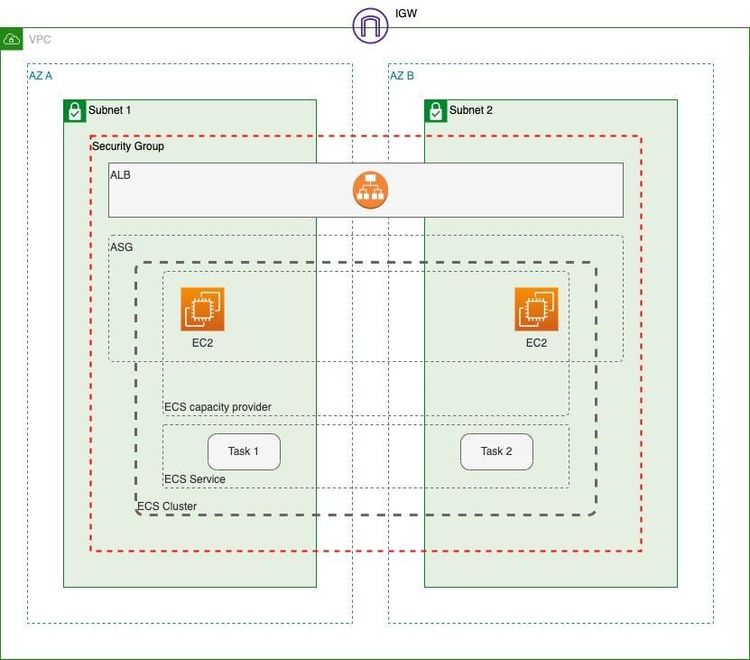 IGW
VPC
AZ A
AZ B
Subnet 1
Subnet 2
Security Group
ALB
ASG
EC2
EC2
ECS capacity provider
Task 1
Task 2
ECS Service
ECS Cluster